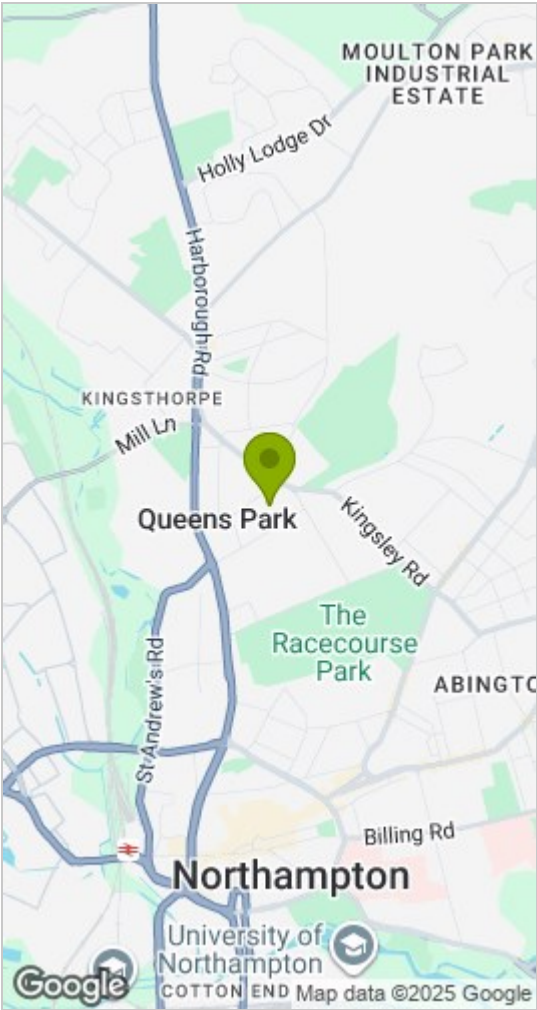 MOULTON PARK
INDUSTRIAL
ESTATE
Holly Lodge Dr
Harborough Rd
KINGSTHORPE
Mill Ln
Queens Park
Kingsley Rd
The
Racecourse
Park
St Andrew's Rd
ABINGTO
Billing Rd
Northampton
University of
Northampton
COTTON END
Google
Map data ©2025 Google